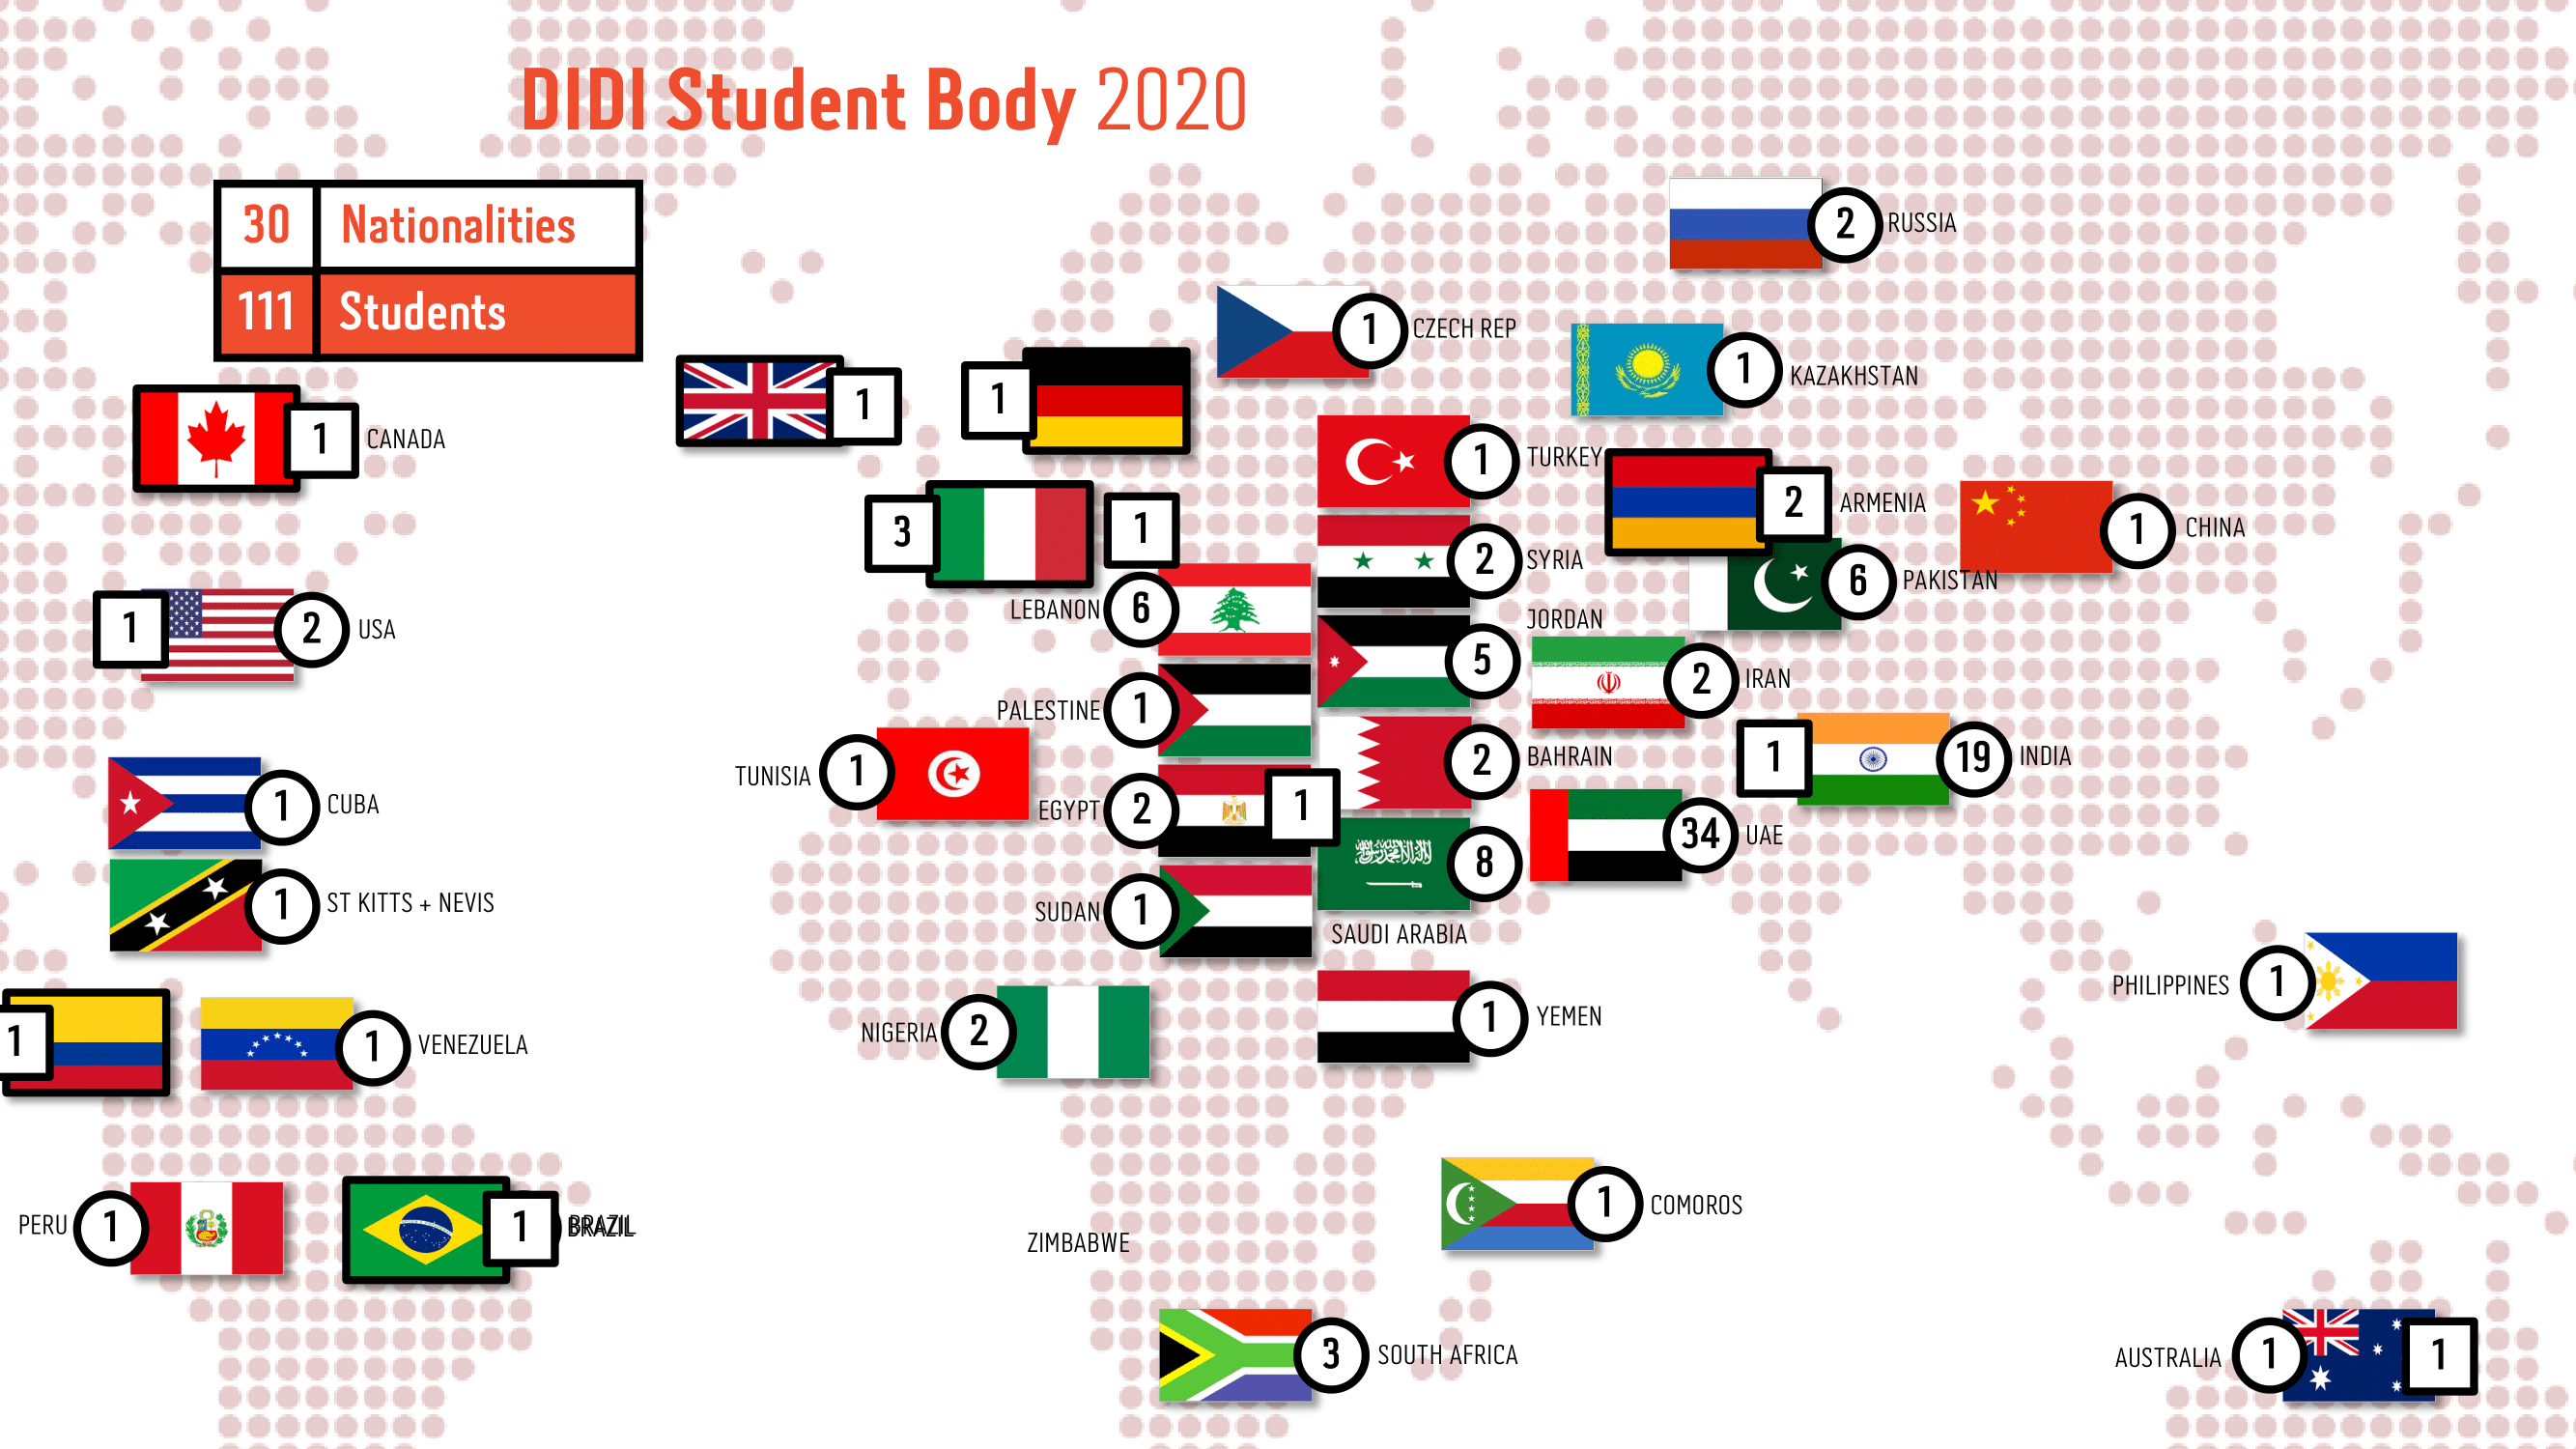 DIDI Student Body 2020
30 Nationalities
111 Students
2 RUSSIA
1 CZECH REP
1 KAZAKHSTAN
1
1
1 CANADA
1 TURKEY
2 ARMENIA
1 CHINA
3
1
2 SYRIA
6 PAKISTAN
LEBANON 6
JORDAN
5
1 2 USA
2 IRAN
PALESTINE 1
2 BAHRAIN
1 19 INDIA
TUNISIA 1
1 CUBA
EGYPT 2
1
34 UAE
8
SAUDI ARABIA
1 ST KITTS + NEVIS
SUDAN 1
PHILIPPINES 1
1
1 VENEZUELA
NIGERIA 2
1 YEMEN
PERU 1
1 BRAZIL
ZIMBABWE
1 COMOROS
3 SOUTH AFRICA
AUSTRALIA 1 1